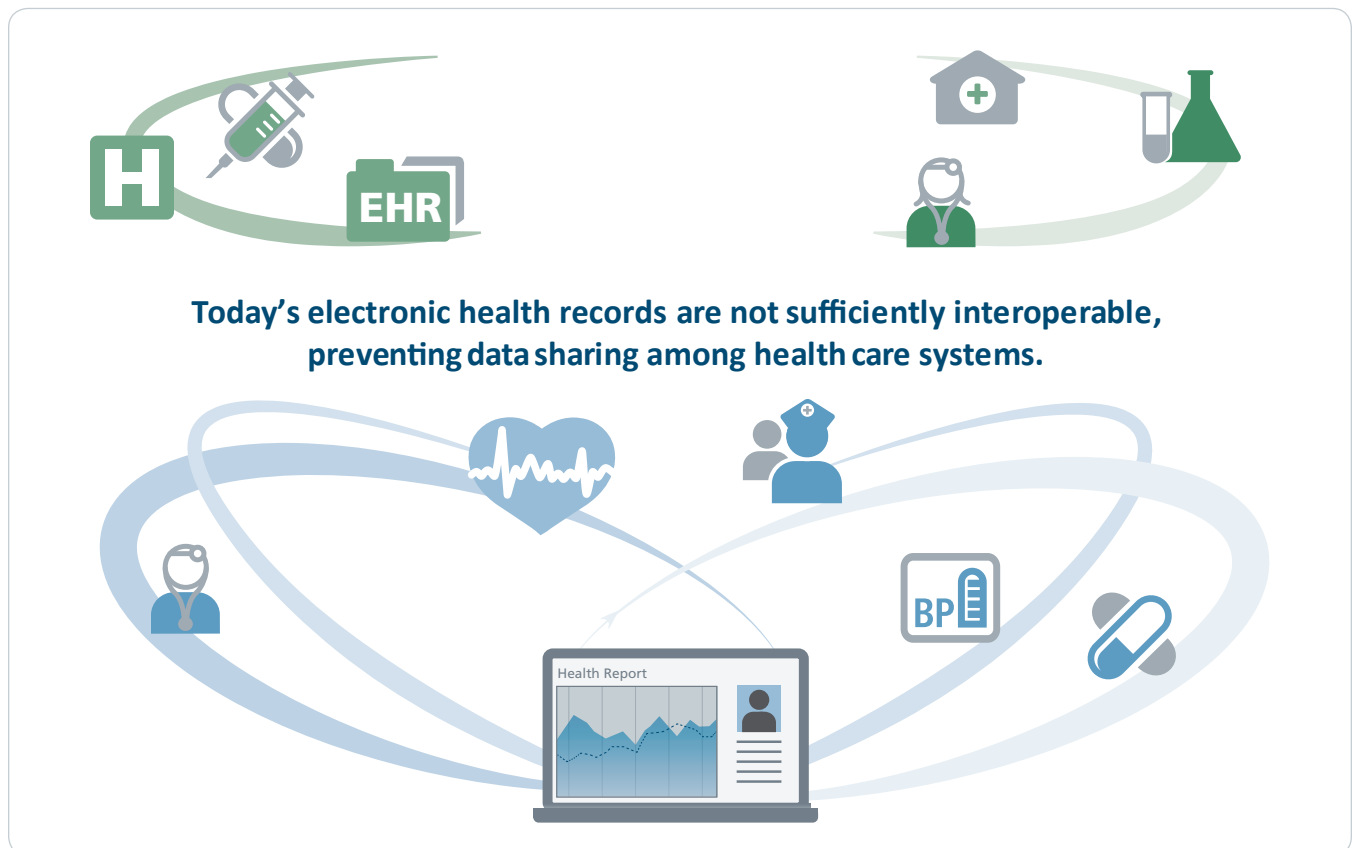 H
EHR
Today's electronic health records are not sufficiently interoperable,
preventing data sharing among health care systems.
BP
Health Report